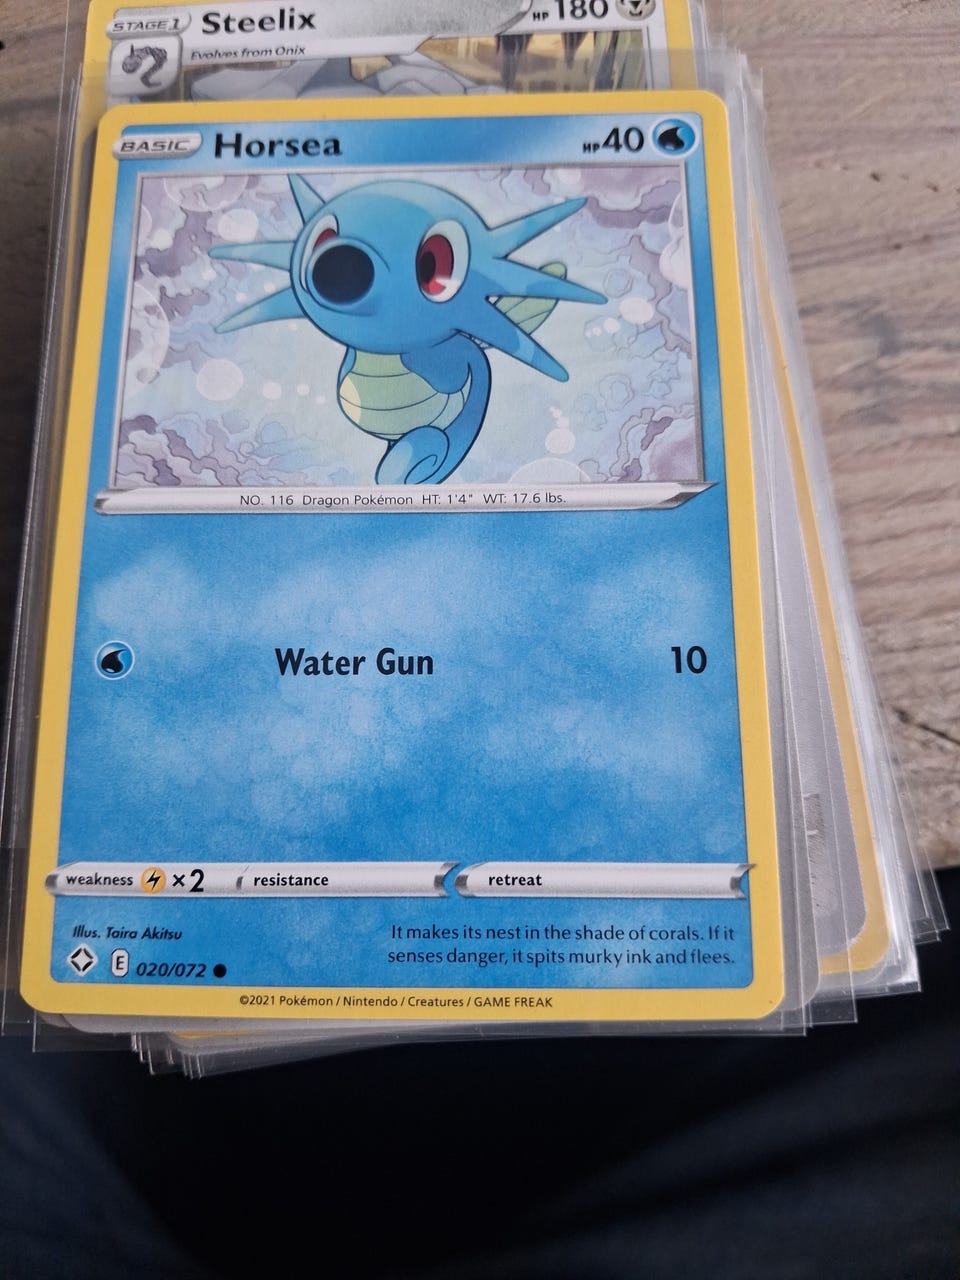 STAGE 1 Steelix HP 180
Evolves from Onix
BASIC Horsea HP 40
NO. 116 Dragon Pokémon HT: 1'4" WT: 17.6 lbs.
Water Gun 10
weakness ×2 resistance retreat
Illus. Taira Akitsu
It makes its nest in the shade of corals. If it
senses danger, it spits murky ink and flees.
E 020/072
©2021 Pokémon / Nintendo / Creatures / GAME FREAK